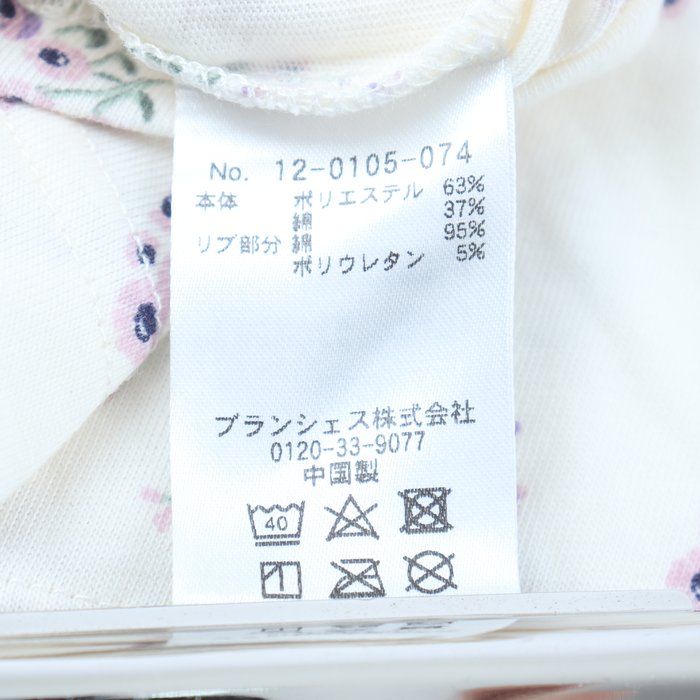 No. 12-0105-074
本体 ポリエステル 63%
綿 37%
リブ部分 綿 95%
ポリウレタン 5%
ブランシェス株式会社
0120-33-9077
中国製
40